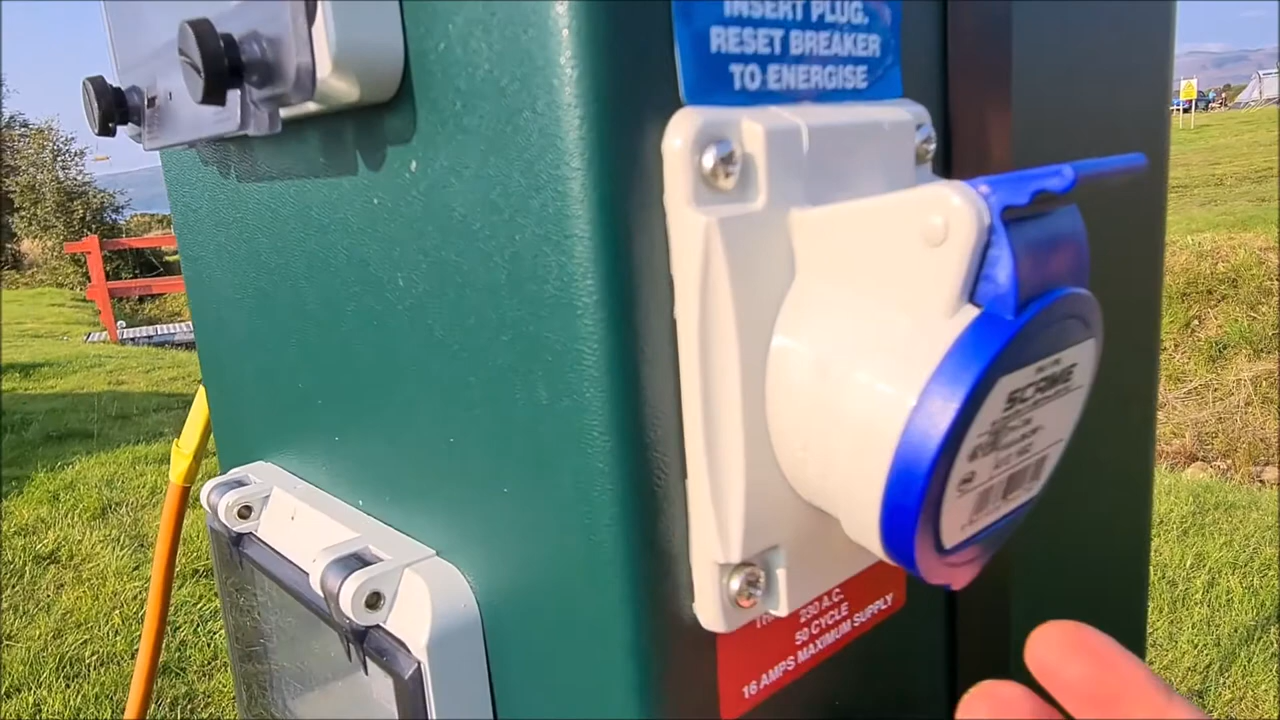 INSERT PLUG.
RESET BREAKER
TO ENERGISE
SCAME
230 A.C.
50 CYCLE
16 AMPS MAXIMUM SUPPLY